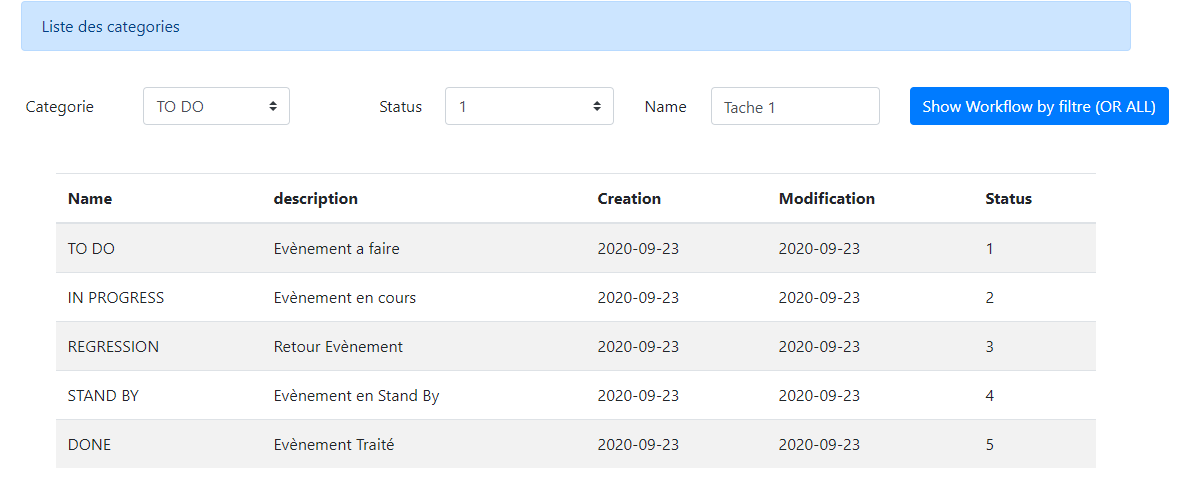 Liste des categories
Categorie TO DO Status 1 Name Tache 1 Show Workflow by filtre (OR ALL)
Name description Creation Modification Status
TO DO Evènement a faire 2020-09-23 2020-09-23 1
IN PROGRESS Evènement en cours 2020-09-23 2020-09-23 2
REGRESSION Retour Evènement 2020-09-23 2020-09-23 3
STAND BY Evènement en Stand By 2020-09-23 2020-09-23 4
DONE Evènement Traité 2020-09-23 2020-09-23 5